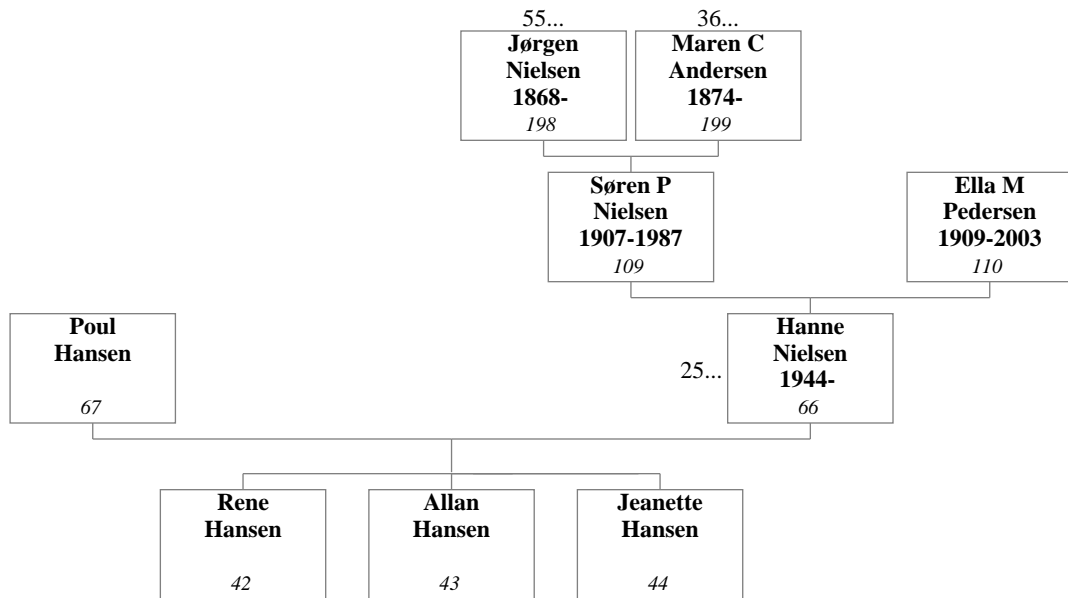 55...
36...
Jørgen
Nielsen
1868-
198
Maren C
Andersen
1874-
199
Søren P
Nielsen
1907-1987
109
Ella M
Pedersen
1909-2003
110
Poul
Hansen
67
25...
Hanne
Nielsen
1944-
66
Rene
Hansen
42
Allan
Hansen
43
Jeanette
Hansen
44